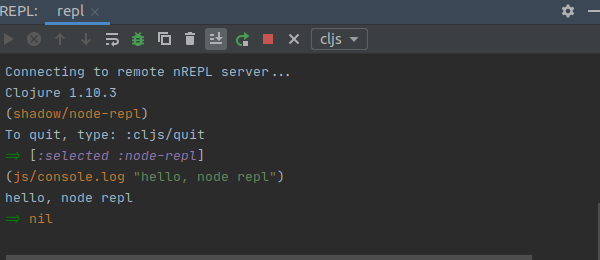 REPL: repl
cljs
Connecting to remote nREPL server...
Clojure 1.10.3
(shadow/node-repl)
To quit, type: :cljs/quit
=> [:selected :node-repl]
(js/console.log "hello, node repl")
hello, node repl
=> nil